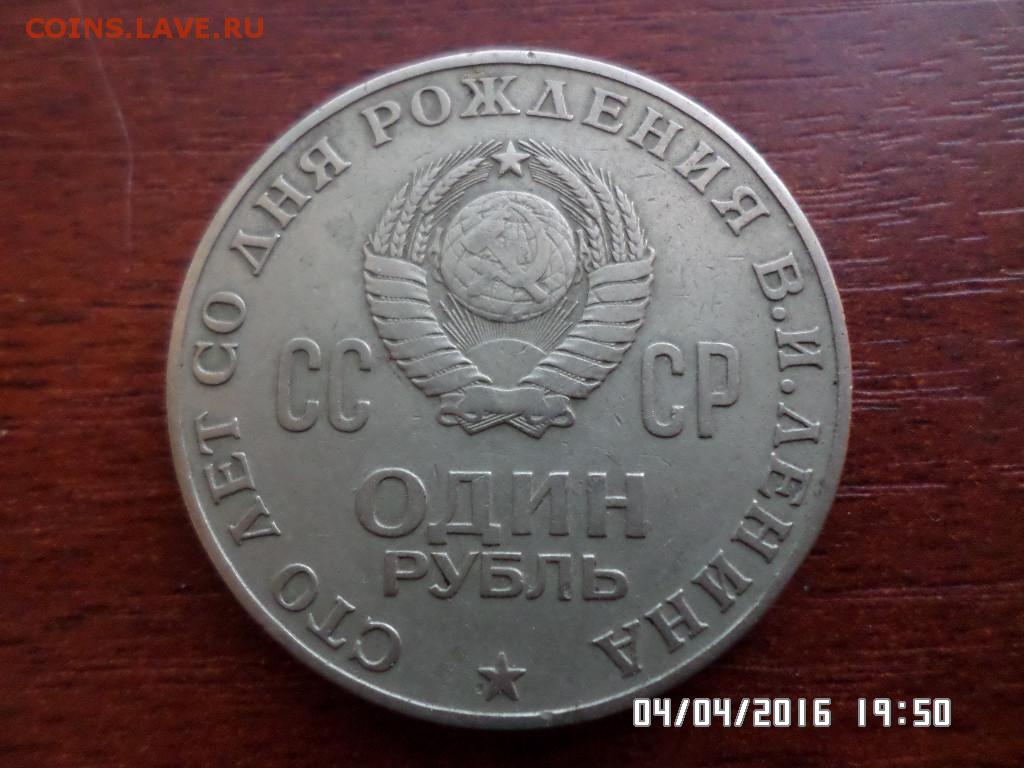 COINS.LAVE.RU
СТО ЛЕТ СО ДНЯ РОЖДЕНИЯ В.И.ЛЕНИНА
СС СР
ОДИН
РУБЛЬ
04/04/2016 19:50